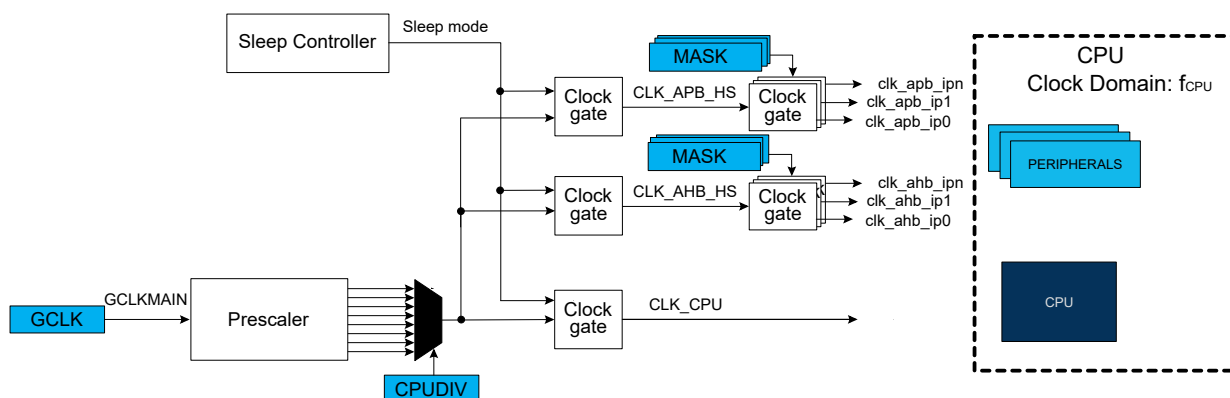 Sleep Controller
Sleep mode
MASK
Clock
gate
CLK_APB_HS
Clock
gate
clk_apb_ipn
clk_apb_ip1
clk_apb_ip0
MASK
Clock
gate
CLK_AHB_HS
Clock
gate
clk_ahb_ipn
clk_ahb_ip1
clk_ahb_ip0
GCLK
GCLKMAIN
Prescaler
CPUDIV
Clock
gate
CLK_CPU
CPU
Clock Domain: fCPU
PERIPHERALS
CPU